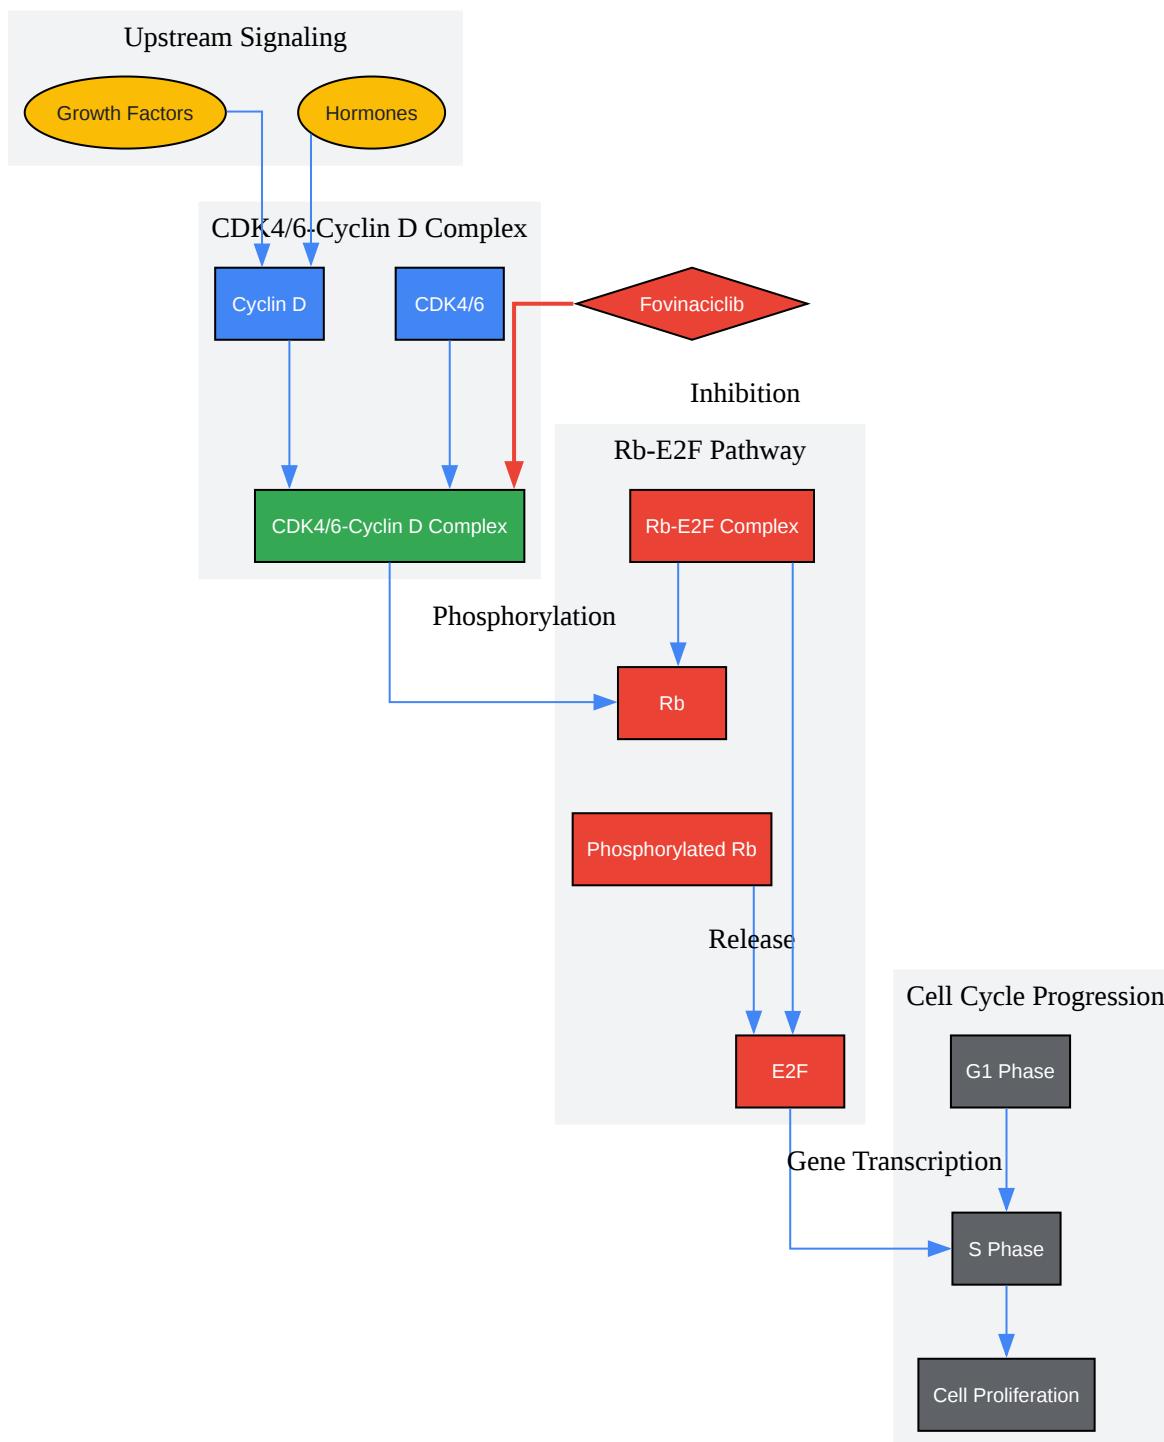 Upstream Signaling
Growth Factors
Hormones
CDK4/6-Cyclin D Complex
Cyclin D
CDK4/6
Fovinaciclib
Inhibition
Rb-E2F Pathway
CDK4/6-Cyclin D Complex
Rb-E2F Complex
Phosphorylation
Rb
Phosphorylated Rb
Release
Cell Cycle Progression
E2F
G1 Phase
Gene Transcription
S Phase
Cell Proliferation